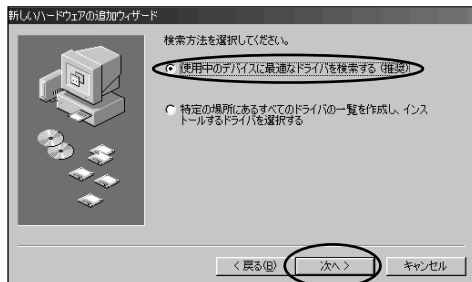 新しいハードウェアの追加ウィザード
検索方法を選択してください。
使用中のデバイスに最適なドライバを検索する (推奨)
特定の場所にあるすべてのドライバの一覧を作成し、インス
トールするドライバを選択する
< 戻る(B)
次へ >
キャンセル